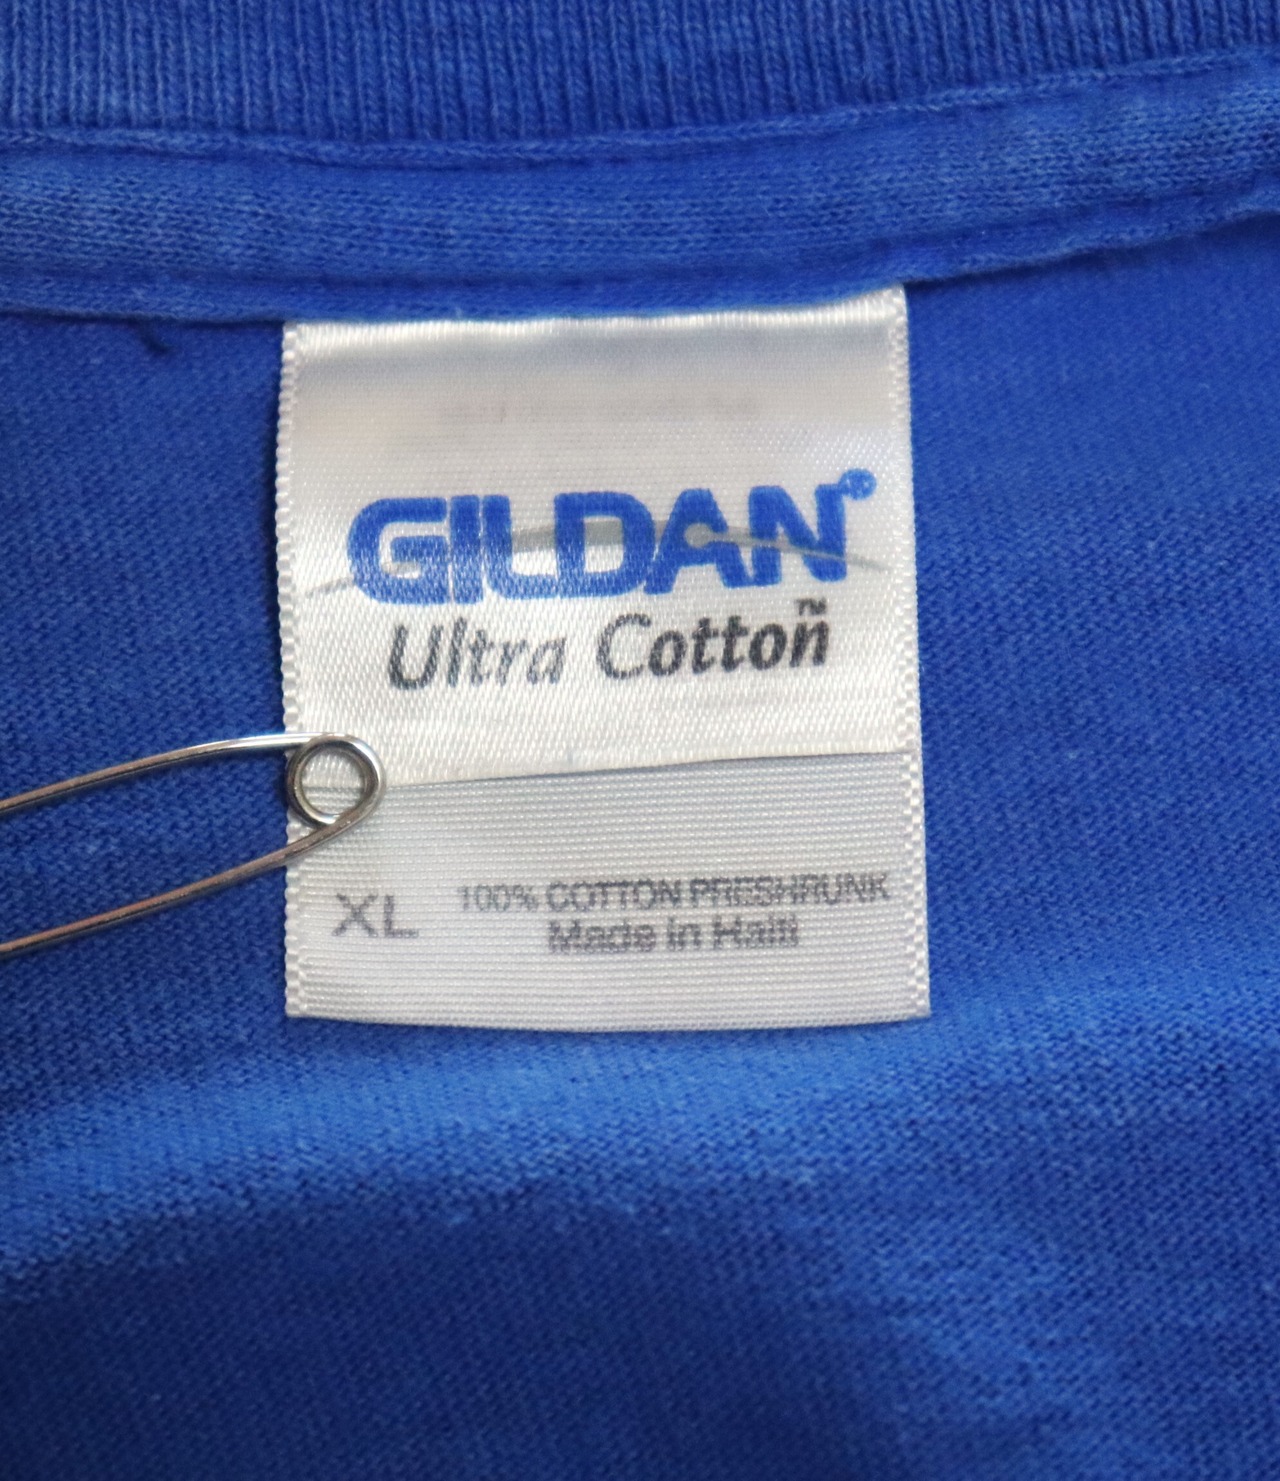 GILDAN®
Ultra Cotton™
XL 100% COTTON PRESHRUNK
Made in Haiti